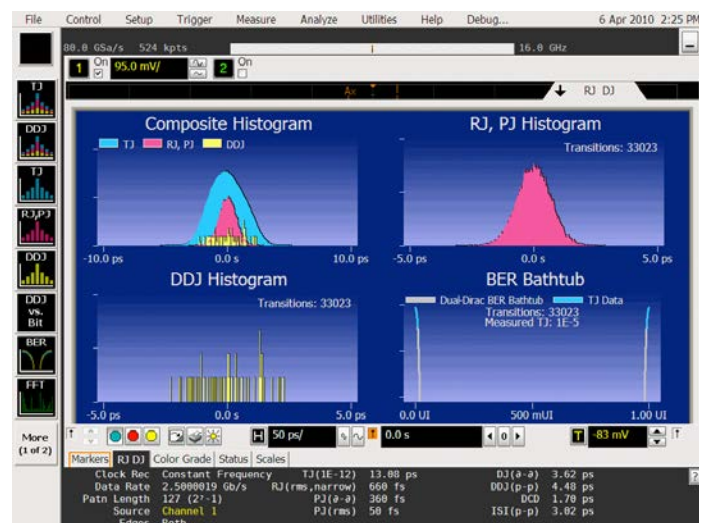 File Control Setup Trigger Measure Analyze Utilities Help Debug... 6 Apr 2010 2:25 PM
80.0 GSa/s 524 kpts 16.0 GHz
1 On 95.0 mV/ 2 On
Ax RJ DJ
TJ
DDJ
TJ
RJ,PJ
DDJ
DDJ
vs.
Bit
BER
FFT
More
(1 of 2)
Composite Histogram
TJ RJ, PJ DDJ
-10.0 ps 0.0 s 10.0 ps
RJ, PJ Histogram
Transitions: 33023
-5.0 ps 0.0 s 5.0 ps
DDJ Histogram
Transitions: 33023
-5.0 ps 0.0 s 5.0 ps
BER Bathtub
Dual-Dirac BER Bathtub TJ Data
Transitions: 33023
Measured TJ: 1E-5
0.0 UI 500 mUI 1.00 UI
H 50 ps/ 0.0 s 0 T -83 mV
Markers RJ DJ Color Grade Status Scales
Clock Rec Constant Frequency TJ(1E-12) 13.08 ps DJ(∂-∂) 3.62 ps
Data Rate 2.5000019 Gb/s RJ(rms,narrow) 660 fs DDJ(p-p) 4.48 ps
Patn Length 127 (2⁷-1) PJ(∂-∂) 360 fs DCD 1.70 ps
Source Channel 1 PJ(rms) 50 fs ISI(p-p) 3.02 ps
Edges Both